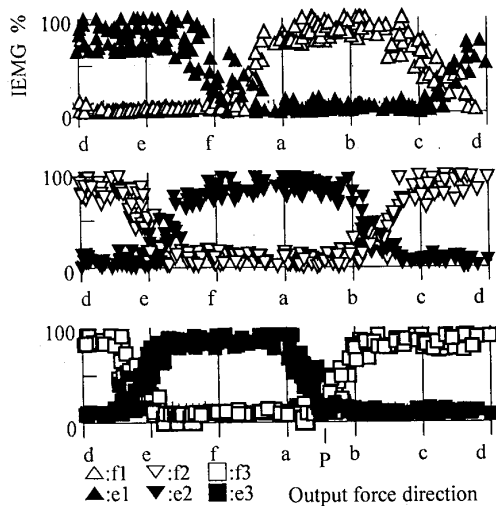 IEMG %
100
0
d e f a b c d
100
0
d e f a b c d
100
0
d e f a P b c d
△:f1 ▽:f2 □:f3
▲:e1 ▼:e2 ■:e3 Output force direction